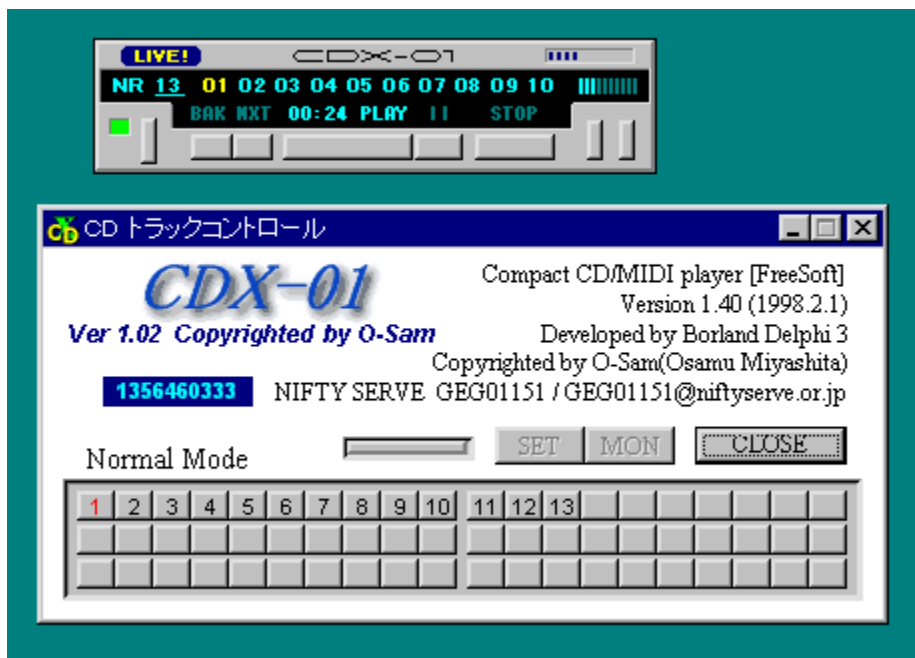 LIVE! CDX-01
NR 13 01 02 03 04 05 06 07 08 09 10
BAK NXT 00:24 PLAY II STOP
CD トラックコントロール
CDX-01
Ver 1.02 Copyrighted by O-Sam
Compact CD/MIDI player [FreeSoft]
Version 1.40 (1998.2.1)
Developed by Borland Delphi 3
Copyrighted by O-Sam(Osamu Miyashita)
1356460333 NIFTY SERVE GEG01151 / GEG01151@niftyserve.or.jp
Normal Mode SET MON CLOSE
1 2 3 4 5 6 7 8 9 10 11 12 13